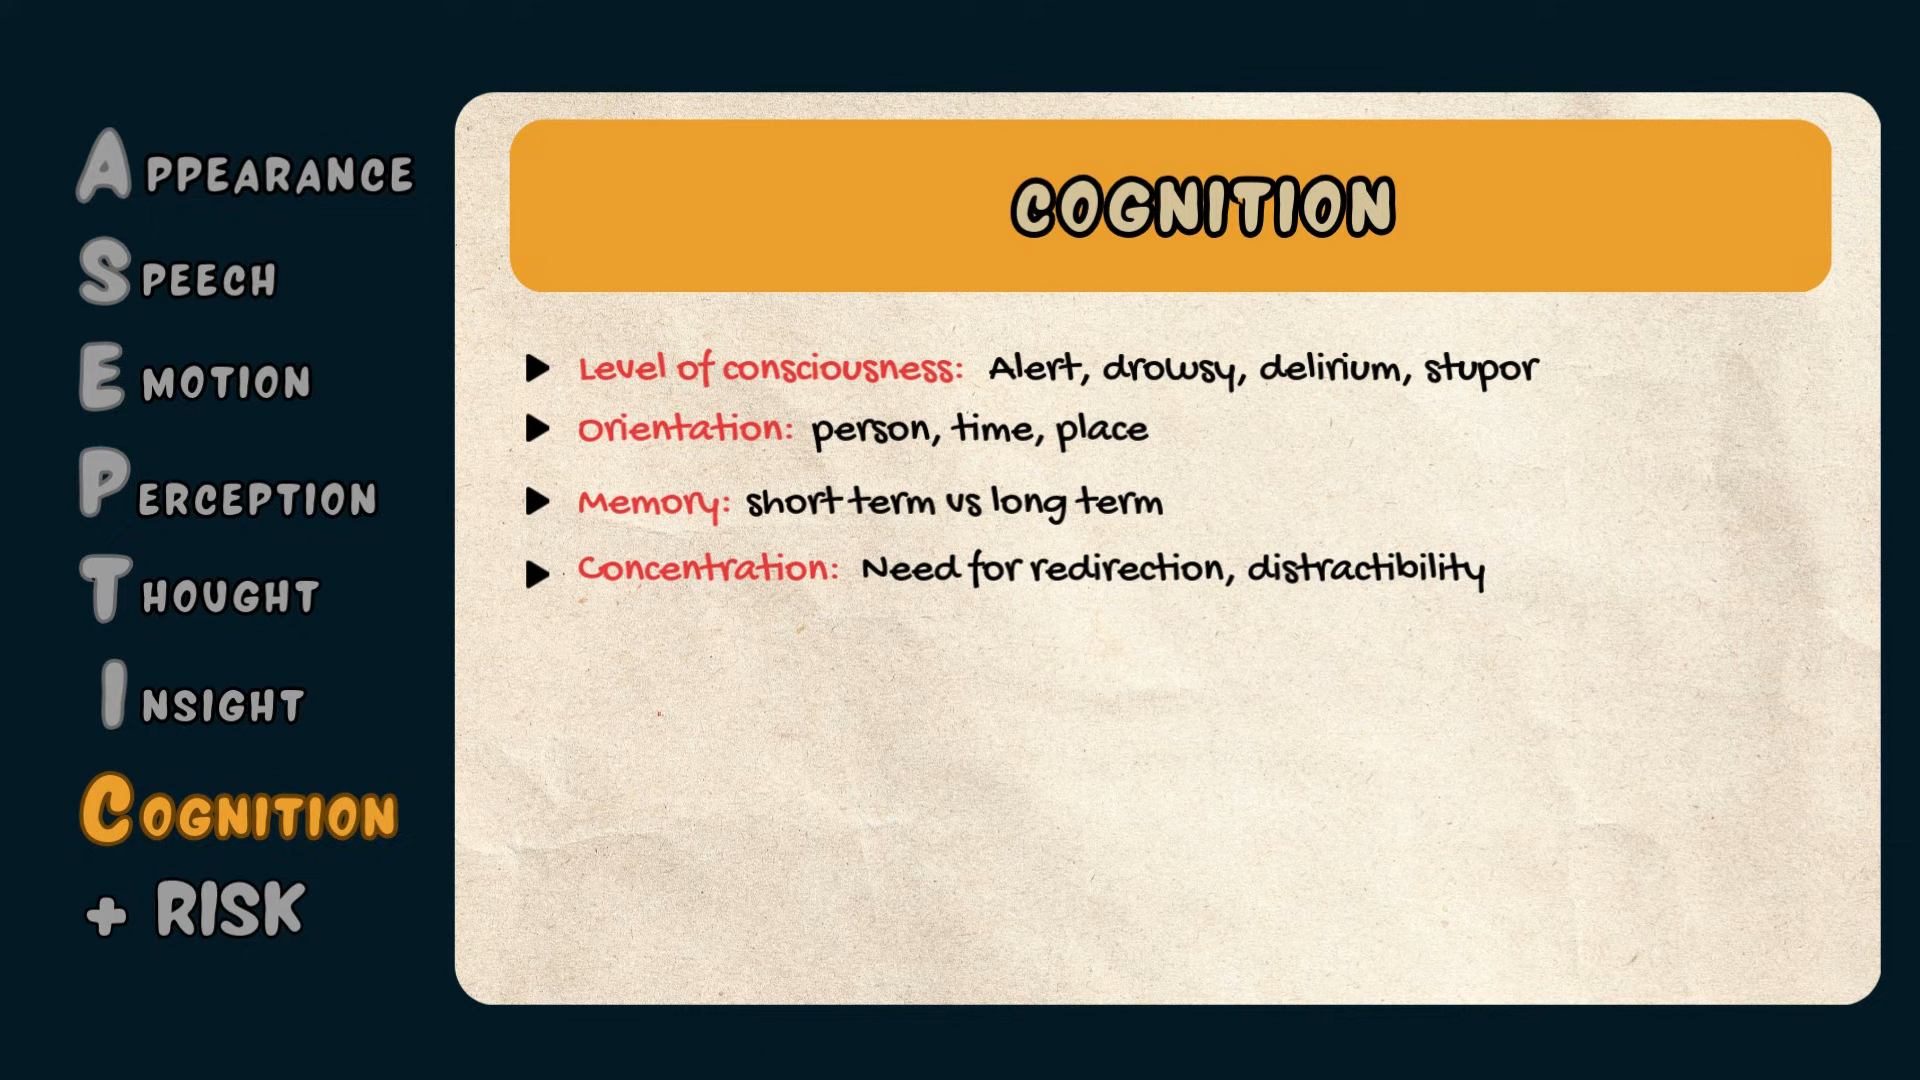 APPEARANCE
SPEECH
EMOTION
PERCEPTION
THOUGHT
INSIGHT
COGNITION
+ RISK
COGNITION
Level of consciousness: Alert, drowsy, delirium, stupor
Orientation: person, time, place
Memory: short term vs long term
Concentration: Need for redirection, distractibility